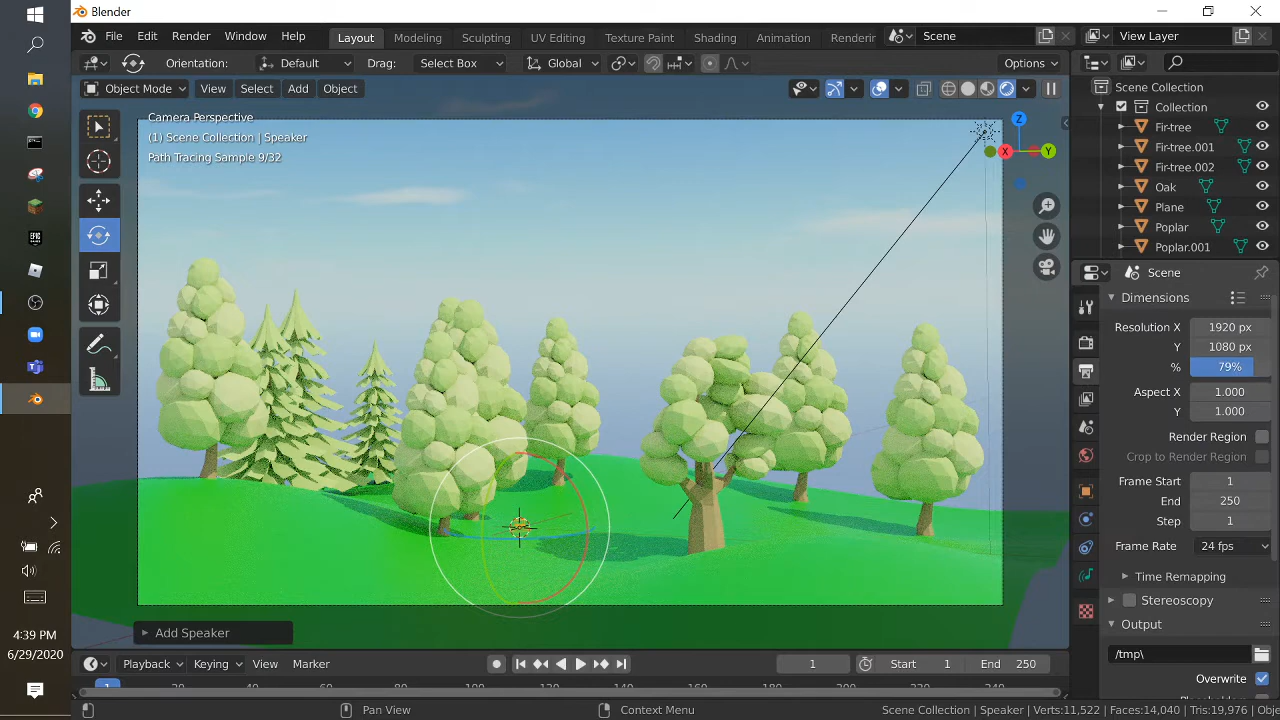 Blender
File Edit Render Window Help Layout Modeling Sculpting UV Editing Texture Paint Shading Animation Renderin Scene View Layer
Orientation: Default Drag: Select Box Global Options
Object Mode View Select Add Object
Camera Perspective
(1) Scene Collection | Speaker
Path Tracing Sample 9/32
Z
X
Y
Scene Collection
Collection
Fir-tree
Fir-tree.001
Fir-tree.002
Oak
Plane
Poplar
Poplar.001
Scene
Dimensions
Resolution X 1920 px
Y 1080 px
% 79%
Aspect X 1.000
Y 1.000
Render Region
Crop to Render Region
Frame Start 1
End 250
Step 1
Frame Rate 24 fps
Time Remapping
Stereoscopy
Output
/tmp\
Overwrite
Add Speaker
Playback Keying View Marker 1 Start 1 End 250
1
Pan View Context Menu Scene Collection | Speaker | Verts:11,522 | Faces:14,040 | Tris:19,976 | Obje
EPIC GAMES
4:39 PM
6/29/2020